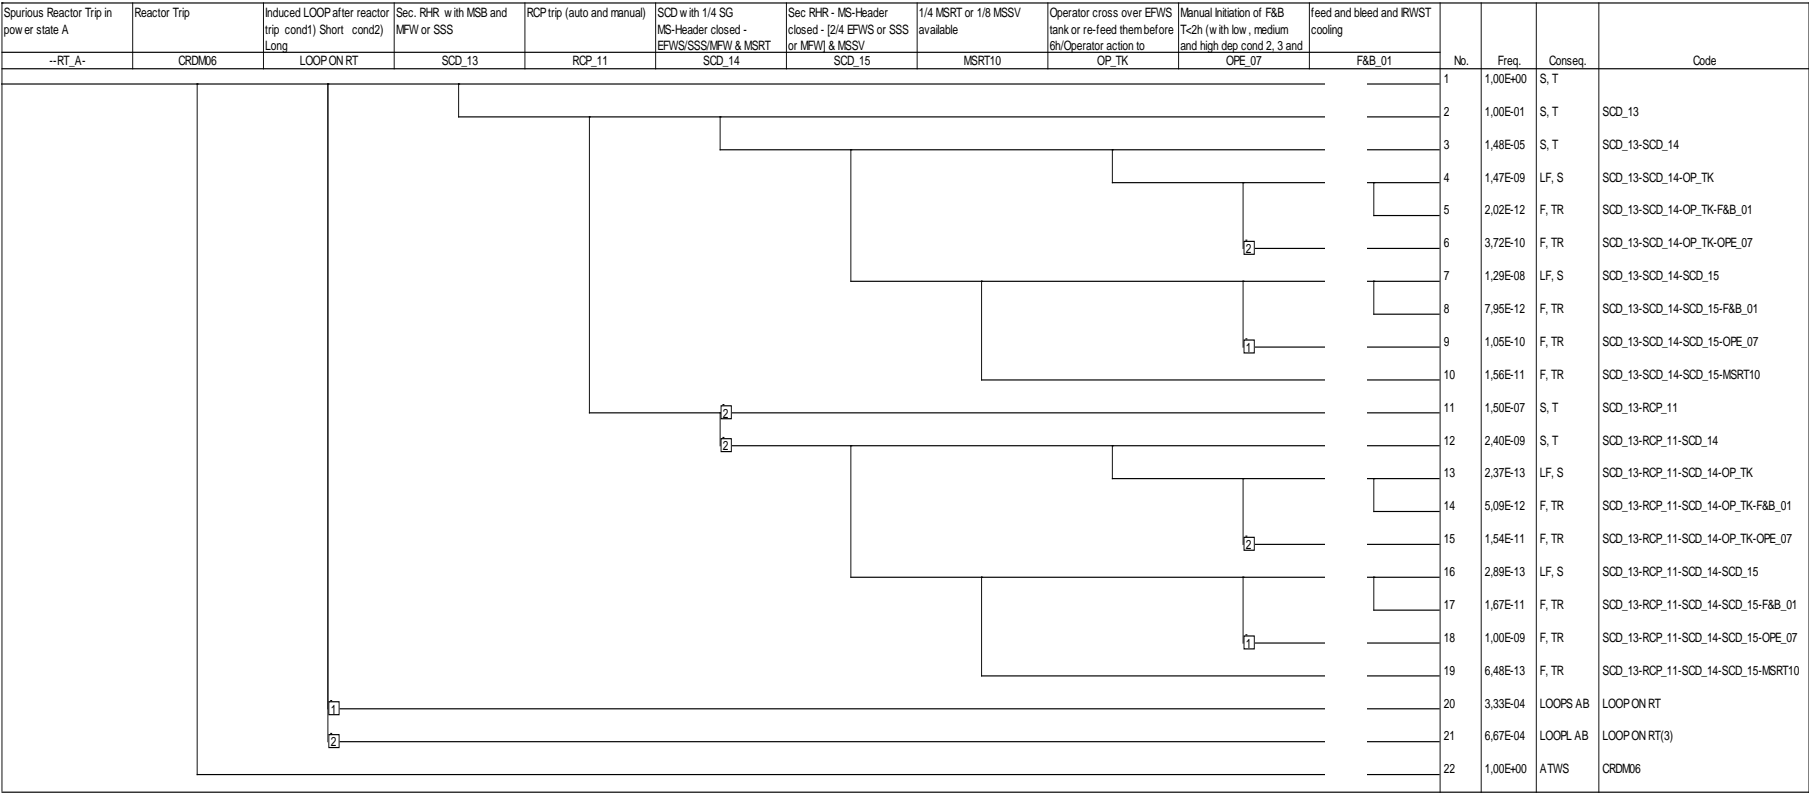 Spurious Reactor Trip in
power state A
Reactor Trip
Induced LOOP after reactor
trip cond1) Short cond2)
Long
Sec. RHR with MSB and
MFW or SSS
RCP trip (auto and manual)
SCD with 1/4 SG
MS-Header closed -
EFWS/SSS/MFW & MSRT
Sec RHR - MS-Header
closed - [2/4 EFWS or SSS
or MFW] & MSSV
1/4 MSRT or 1/8 MSSV
available
Operator cross over EFWS
tank or re-feed them before
6h/Operator action to
Manual Initiation of F&B
T<2h (with low, medium
and high dep cond 2, 3 and
feed and bleed and IRWST
cooling
--RT_A- CRDM06 LOOP ON RT SCD_13 RCP_11 SCD_14 SCD_15 MSRT10 OP_TK OPE_07 F&B_01 No. Freq. Conseq. Code
1 1,00E+00 S, T
2 1,00E-01 S, T SCD_13
3 1,48E-05 S, T SCD_13-SCD_14
4 1,47E-09 LF, S SCD_13-SCD_14-OP_TK
5 2,02E-12 F, TR SCD_13-SCD_14-OP_TK-F&B_01
2 6 3,72E-10 F, TR SCD_13-SCD_14-OP_TK-OPE_07
7 1,29E-08 LF, S SCD_13-SCD_14-SCD_15
8 7,95E-12 F, TR SCD_13-SCD_14-SCD_15-F&B_01
1 9 1,05E-10 F, TR SCD_13-SCD_14-SCD_15-OPE_07
10 1,56E-11 F, TR SCD_13-SCD_14-SCD_15-MSRT10
2 11 1,50E-07 S, T SCD_13-RCP_11
2 12 2,40E-09 S, T SCD_13-RCP_11-SCD_14
13 2,37E-13 LF, S SCD_13-RCP_11-SCD_14-OP_TK
14 5,09E-12 F, TR SCD_13-RCP_11-SCD_14-OP_TK-F&B_01
2 15 1,54E-11 F, TR SCD_13-RCP_11-SCD_14-OP_TK-OPE_07
16 2,89E-13 LF, S SCD_13-RCP_11-SCD_14-SCD_15
17 1,67E-11 F, TR SCD_13-RCP_11-SCD_14-SCD_15-F&B_01
1 18 1,00E-09 F, TR SCD_13-RCP_11-SCD_14-SCD_15-OPE_07
19 6,48E-13 F, TR SCD_13-RCP_11-SCD_14-SCD_15-MSRT10
1 20 3,33E-04 LOOPS AB LOOP ON RT
2 21 6,67E-04 LOOPL AB LOOP ON RT(3)
22 1,00E+00 ATWS CRDM06